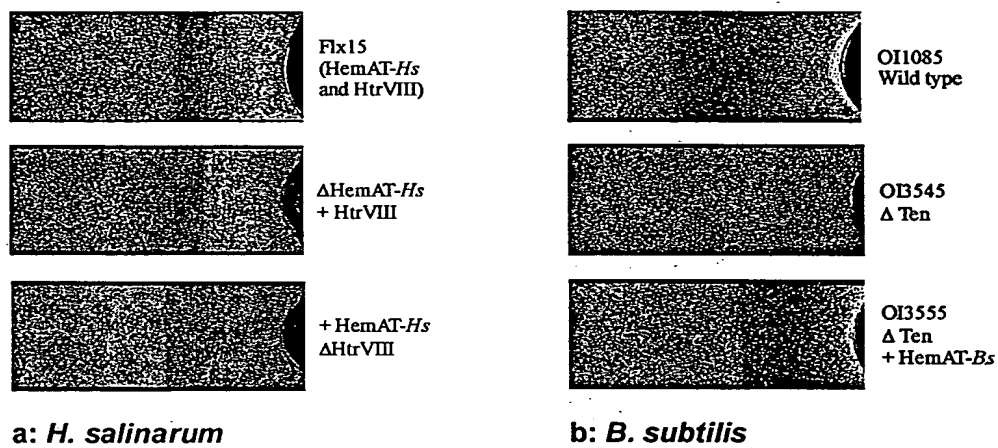 Flx15
(HemAT-Hs
and HtrVIII)
ΔHemAT-Hs
+ HtrVIII
+ HemAT-Hs
ΔHtrVIII
a: H. salinarum
OI1085
Wild type
OI3545
Δ Ten
OI3555
Δ Ten
+ HemAT-Bs
b: B. subtilis